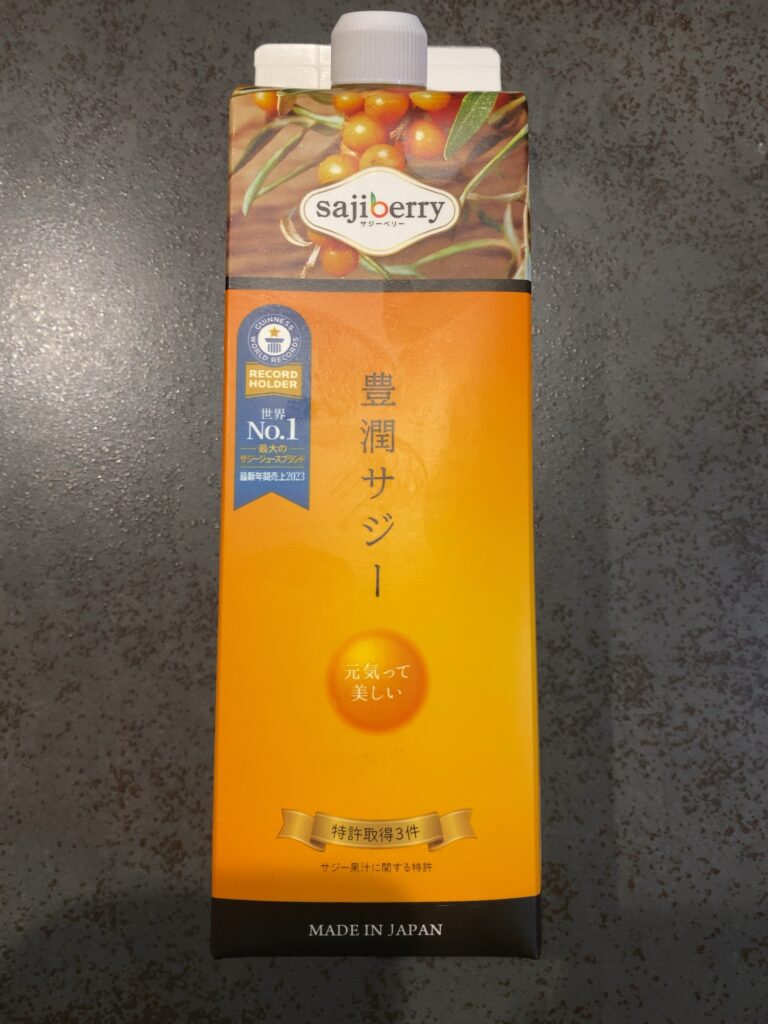 sajiberry
サジーベリー
GUINNESS WORLD RECORDS
RECORD
HOLDER
世界
No.1
最大の
サジージュースブランド
最新年間売上2023
豊潤サジー
元気って
美しい
特許取得3件
サジー果汁に関する特許
MADE IN JAPAN